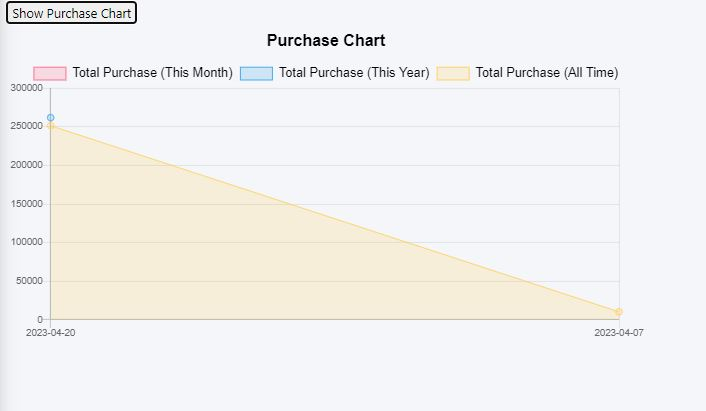 Show Purchase Chart
Purchase Chart
Total Purchase (This Month) Total Purchase (This Year) Total Purchase (All Time)
300000
250000
200000
150000
100000
50000
0
2023-04-20 2023-04-07